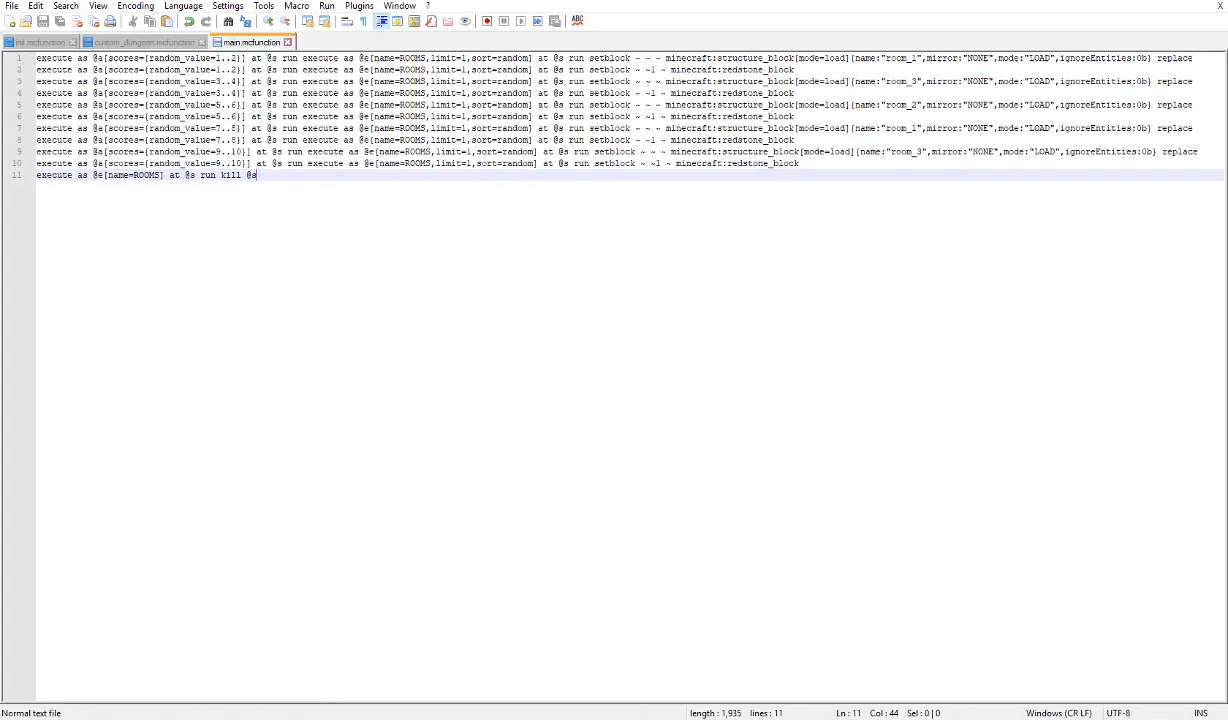 File Edit Search View Encoding Language Settings Tools Macro Run Plugins Window ? X
init.mcfunction custom_dungeon.mcfunction main.mcfunction
1 execute as @a[scores={random_value=1..2}] at @s run execute as @e[name=ROOMS,limit=1,sort=random] at @s run setblock ~ ~ ~ minecraft:structure_block[mode=load]{name:"room_1",mirror:"NONE",mode:"LOAD",ignoreEntities:0b} replace
2 execute as @a[scores={random_value=1..2}] at @s run execute as @e[name=ROOMS,limit=1,sort=random] at @s run setblock ~ ~1 ~ minecraft:redstone_block
3 execute as @a[scores={random_value=3..4}] at @s run execute as @e[name=ROOMS,limit=1,sort=random] at @s run setblock ~ ~ ~ minecraft:structure_block[mode=load]{name:"room_3",mirror:"NONE",mode:"LOAD",ignoreEntities:0b} replace
4 execute as @a[scores={random_value=3..4}] at @s run execute as @e[name=ROOMS,limit=1,sort=random] at @s run setblock ~ ~1 ~ minecraft:redstone_block
5 execute as @a[scores={random_value=5..6}] at @s run execute as @e[name=ROOMS,limit=1,sort=random] at @s run setblock ~ ~ ~ minecraft:structure_block[mode=load]{name:"room_2",mirror:"NONE",mode:"LOAD",ignoreEntities:0b} replace
6 execute as @a[scores={random_value=5..6}] at @s run execute as @e[name=ROOMS,limit=1,sort=random] at @s run setblock ~ ~1 ~ minecraft:redstone_block
7 execute as @a[scores={random_value=7..8}] at @s run execute as @e[name=ROOMS,limit=1,sort=random] at @s run setblock ~ ~ ~ minecraft:structure_block[mode=load]{name:"room_1",mirror:"NONE",mode:"LOAD",ignoreEntities:0b} replace
8 execute as @a[scores={random_value=7..8}] at @s run execute as @e[name=ROOMS,limit=1,sort=random] at @s run setblock ~ ~1 ~ minecraft:redstone_block
9 execute as @a[scores={random_value=9..10}] at @s run execute as @e[name=ROOMS,limit=1,sort=random] at @s run setblock ~ ~ ~ minecraft:structure_block[mode=load]{name:"room_3",mirror:"NONE",mode:"LOAD",ignoreEntities:0b} replace
10 execute as @a[scores={random_value=9..10}] at @s run execute as @e[name=ROOMS,limit=1,sort=random] at @s run setblock ~ ~1 ~ minecraft:redstone_block
11 execute as @e[name=ROOMS] at @s run kill @s
Normal text file length : 1,935 lines : 11 Ln : 11 Col : 44 Sel : 0 | 0 Windows (CR LF) UTF-8 INS